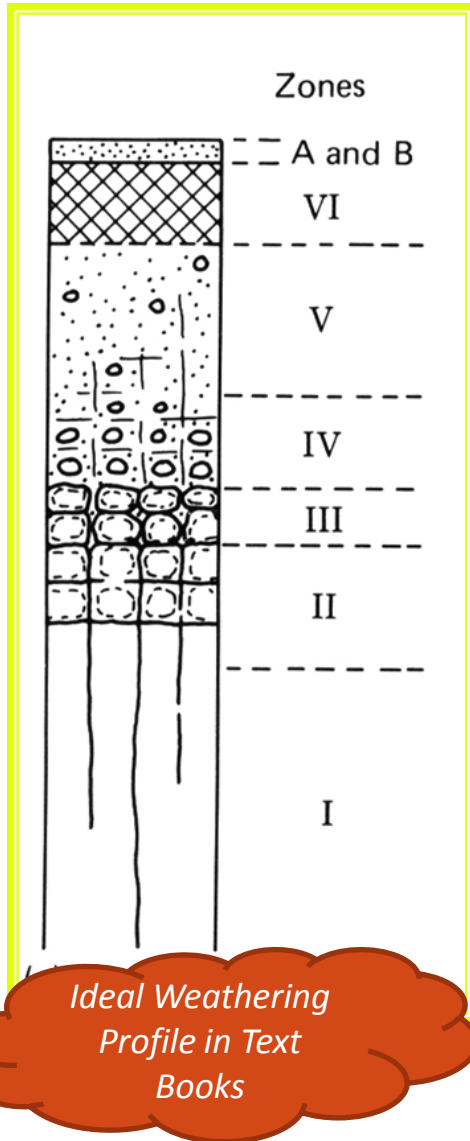 Zones
A and B
VI
V
IV
III
II
I
Ideal Weathering
Profile in Text
Books